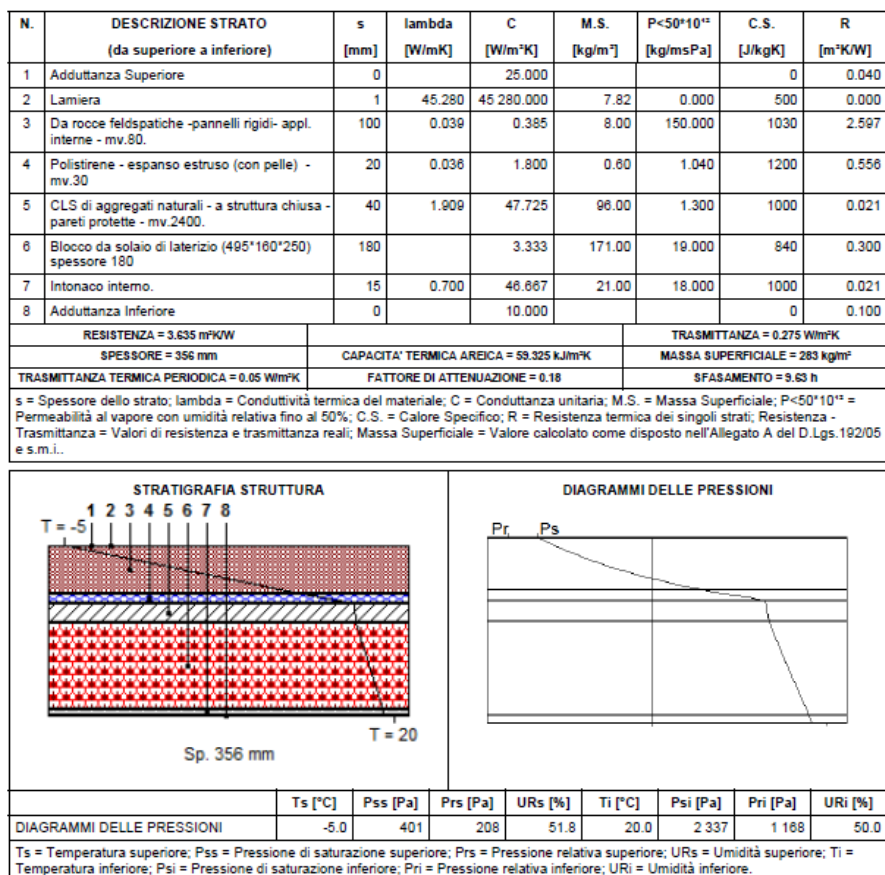 N. DESCRIZIONE STRATO s lambda C M.S. P<50*10¹² C.S. R
(da superiore a inferiore) [mm] [W/mK] [W/m²K] [kg/m²] [kg/msPa] [J/kgK] [m²K/W]
1 Adduttanza Superiore 0 25.000 0 0.040
2 Lamiera 1 45.280 45 280.000 7.82 0.000 500 0.000
3 Da rocce feldspatiche -pannelli rigidi- appl. 100 0.039 0.385 8.00 150.000 1030 2.597
interne - mv.80.
4 Polistirene - espanso estruso (con pelle) - 20 0.036 1.800 0.60 1.040 1200 0.556
mv.30
5 CLS di aggregati naturali - a struttura chiusa - 40 1.909 47.725 96.00 1.300 1000 0.021
pareti protette - mv.2400.
6 Blocco da solaio di laterizio (495*160*250) 180 3.333 171.00 19.000 840 0.300
spessore 180
7 Intonaco interno. 15 0.700 46.667 21.00 18.000 1000 0.021
8 Adduttanza Inferiore 0 10.000 0 0.100
RESISTENZA = 3.635 m²K/W TRASMITTANZA = 0.275 W/m²K
SPESSORE = 356 mm CAPACITA' TERMICA AREICA = 59.325 kJ/m²K MASSA SUPERFICIALE = 283 kg/m²
TRASMITTANZA TERMICA PERIODICA = 0.05 W/m²K FATTORE DI ATTENUAZIONE = 0.18 SFASAMENTO = 9.63 h
s = Spessore dello strato; lambda = Conduttività termica del materiale; C = Conduttanza unitaria; M.S. = Massa Superficiale; P<50*10¹² =
Permeabilità al vapore con umidità relativa fino al 50%; C.S. = Calore Specifico; R = Resistenza termica dei singoli strati; Resistenza -
Trasmittanza = Valori di resistenza e trasmittanza reali; Massa Superficiale = Valore calcolato come disposto nell'Allegato A del D.Lgs.192/05
e s.m.i..
STRATIGRAFIA STRUTTURA
1 2 3 4 5 6 7 8
T = -5
T = 20
Sp. 356 mm
DIAGRAMMI DELLE PRESSIONI
Pr Ps
Ts [°C] Pss [Pa] Prs [Pa] URs [%] Ti [°C] Psi [Pa] Pri [Pa] URi [%]
DIAGRAMMI DELLE PRESSIONI -5.0 401 208 51.8 20.0 2 337 1 168 50.0
Ts = Temperatura superiore; Pss = Pressione di saturazione superiore; Prs = Pressione relativa superiore; URs = Umidità superiore; Ti =
Temperatura inferiore; Psi = Pressione di saturazione inferiore; Pri = Pressione relativa inferiore; URi = Umidità inferiore.